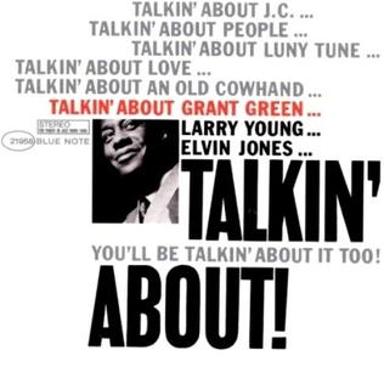 TALKIN' ABOUT J.C. ...
TALKIN' ABOUT PEOPLE ...
TALKIN' ABOUT LUNY TUNE ...
TALKIN' ABOUT LOVE ...
TALKIN' ABOUT AN OLD COWHAND ...
TALKIN' ABOUT GRANT GREEN ...
LARRY YOUNG ...
ELVIN JONES ...
STEREO
BLUE NOTE
TALKIN'
YOU'LL BE TALKIN' ABOUT IT TOO!
ABOUT!